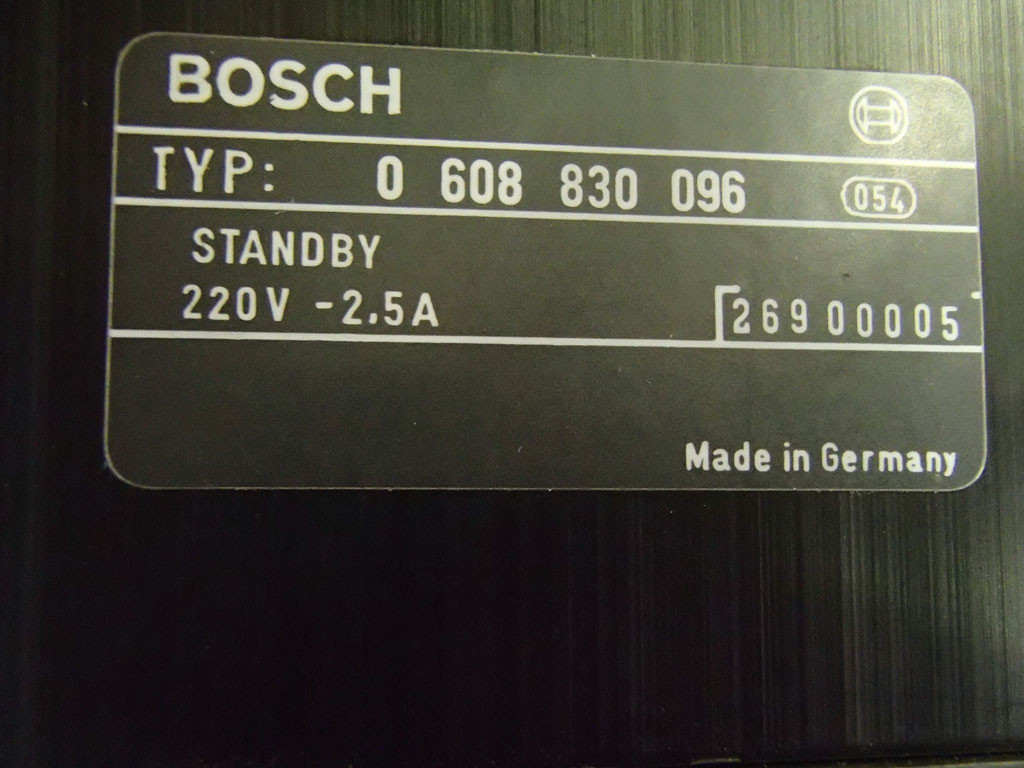 BOSCH
TYP: 0 608 830 096 054
STANDBY
220V -2.5A 26900005
Made in Germany